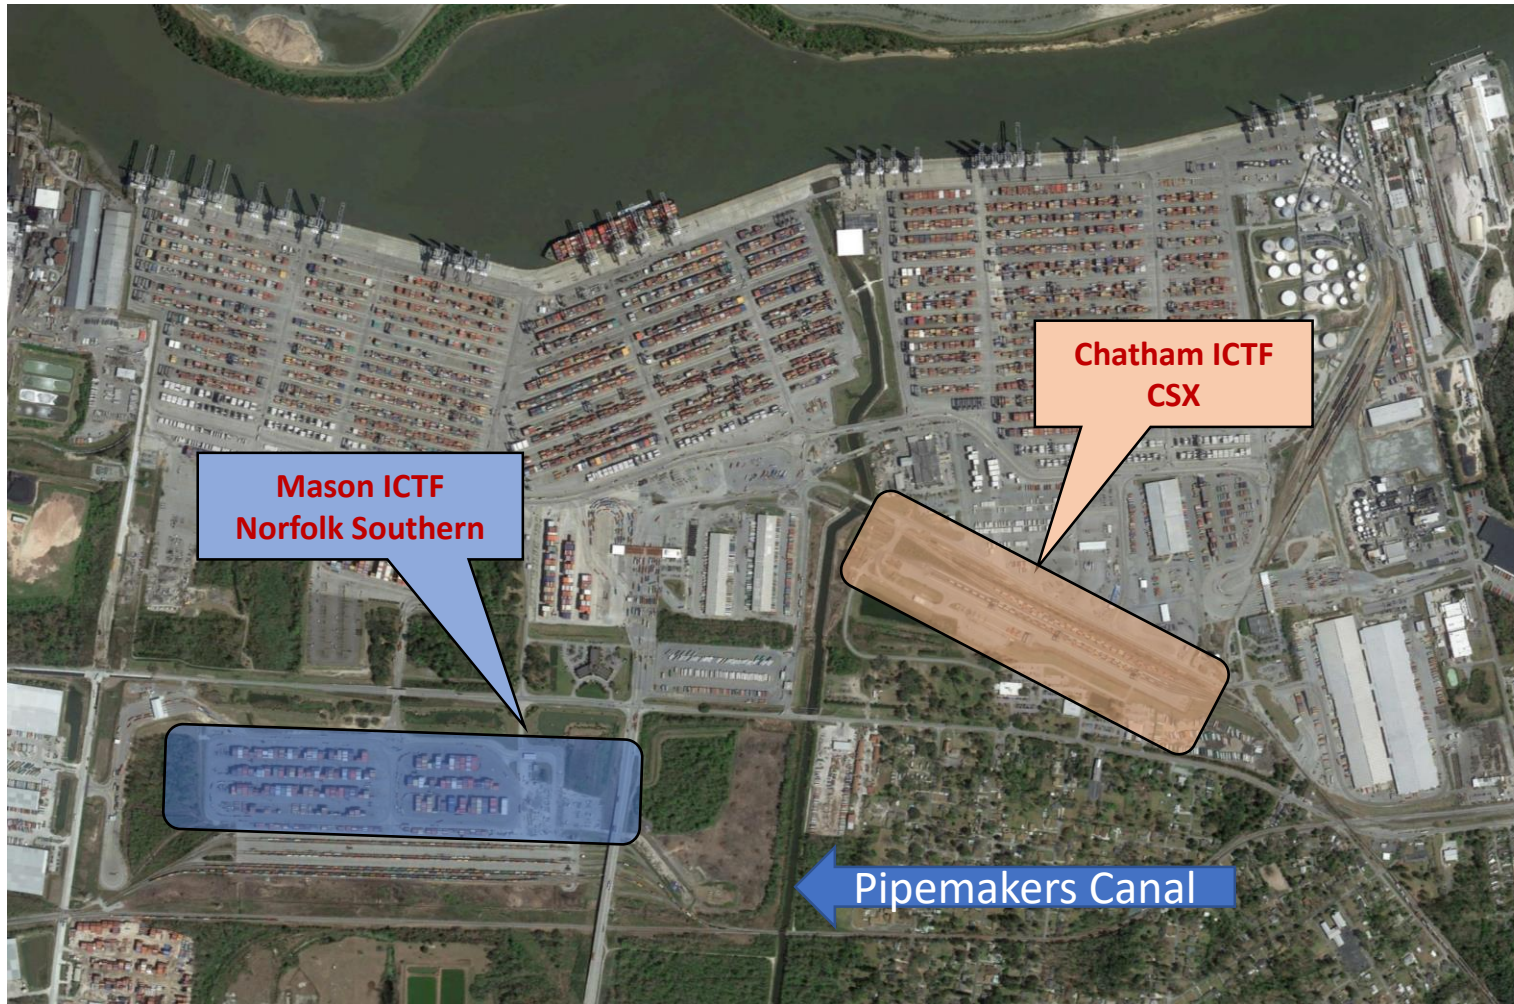 Chatham ICTF
CSX
Mason ICTF
Norfolk Southern
Pipemakers Canal